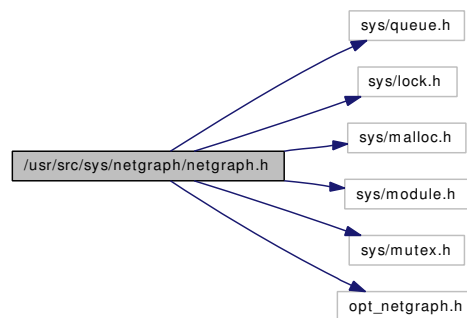 sys/queue.h
sys/lock.h
sys/malloc.h
/usr/src/sys/netgraph/netgraph.h
sys/module.h
sys/mutex.h
opt_netgraph.h